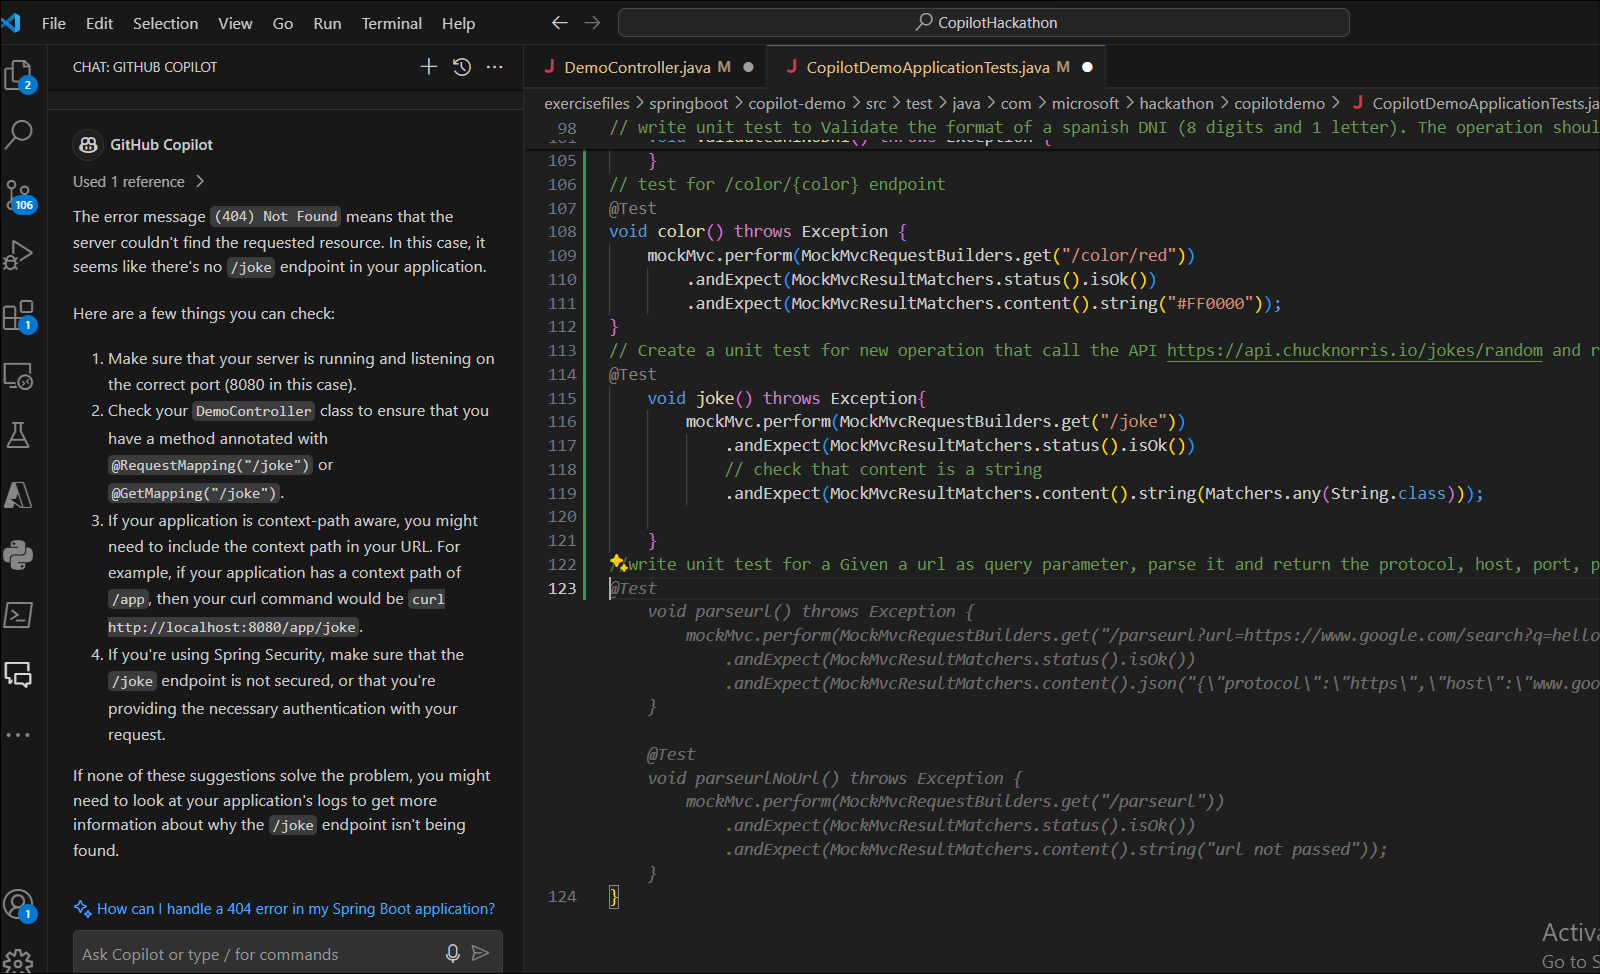 File Edit Selection View Go Run Terminal Help
CopilotHackathon
CHAT: GITHUB COPILOT
DemoController.java M
CopilotDemoApplicationTests.java M
2
106
1
1
GitHub Copilot
Used 1 reference
The error message (404) Not Found means that the
server couldn't find the requested resource. In this case, it
seems like there's no /joke endpoint in your application.
Here are a few things you can check:
1. Make sure that your server is running and listening on
the correct port (8080 in this case).
2. Check your DemoController class to ensure that you
have a method annotated with
@RequestMapping("/joke") or
@GetMapping("/joke").
3. If your application is context-path aware, you might
need to include the context path in your URL. For
example, if your application has a context path of
/app, then your curl command would be curl
http://localhost:8080/app/joke.
4. If you're using Spring Security, make sure that the
/joke endpoint is not secured, or that you're
providing the necessary authentication with your
request.
If none of these suggestions solve the problem, you might
need to look at your application's logs to get more
information about why the /joke endpoint isn't being
found.
How can I handle a 404 error in my Spring Boot application?
Ask Copilot or type / for commands
exercisefiles > springboot > copilot-demo > src > test > java > com > microsoft > hackathon > copilotdemo > CopilotDemoApplicationTests.ja
98 // write unit test to Validate the format of a spanish DNI (8 digits and 1 letter). The operation shoul
105 }
106 // test for /color/{color} endpoint
107 @Test
108 void color() throws Exception {
109 mockMvc.perform(MockMvcRequestBuilders.get("/color/red"))
110 .andExpect(MockMvcResultMatchers.status().isOk())
111 .andExpect(MockMvcResultMatchers.content().string("#FF0000"));
112 }
113 // Create a unit test for new operation that call the API https://api.chucknorris.io/jokes/random and r
114 @Test
115 void joke() throws Exception{
116 mockMvc.perform(MockMvcRequestBuilders.get("/joke"))
117 .andExpect(MockMvcResultMatchers.status().isOk())
118 // check that content is a string
119 .andExpect(MockMvcResultMatchers.content().string(Matchers.any(String.class)));
120
121 }
122 /write unit test for a Given a url as query parameter, parse it and return the protocol, host, port, p
123 @Test
void parseurl() throws Exception {
mockMvc.perform(MockMvcRequestBuilders.get("/parseurl?url=https://www.google.com/search?q=hello
.andExpect(MockMvcResultMatchers.status().isOk())
.andExpect(MockMvcResultMatchers.content().json("{\"protocol\":\"https\",\"host\":\"www.goo
}
@Test
void parseurlNoUrl() throws Exception {
mockMvc.perform(MockMvcRequestBuilders.get("/parseurl"))
.andExpect(MockMvcResultMatchers.status().isOk())
.andExpect(MockMvcResultMatchers.content().string("url not passed"));
}
124 }
Activa
Go to S